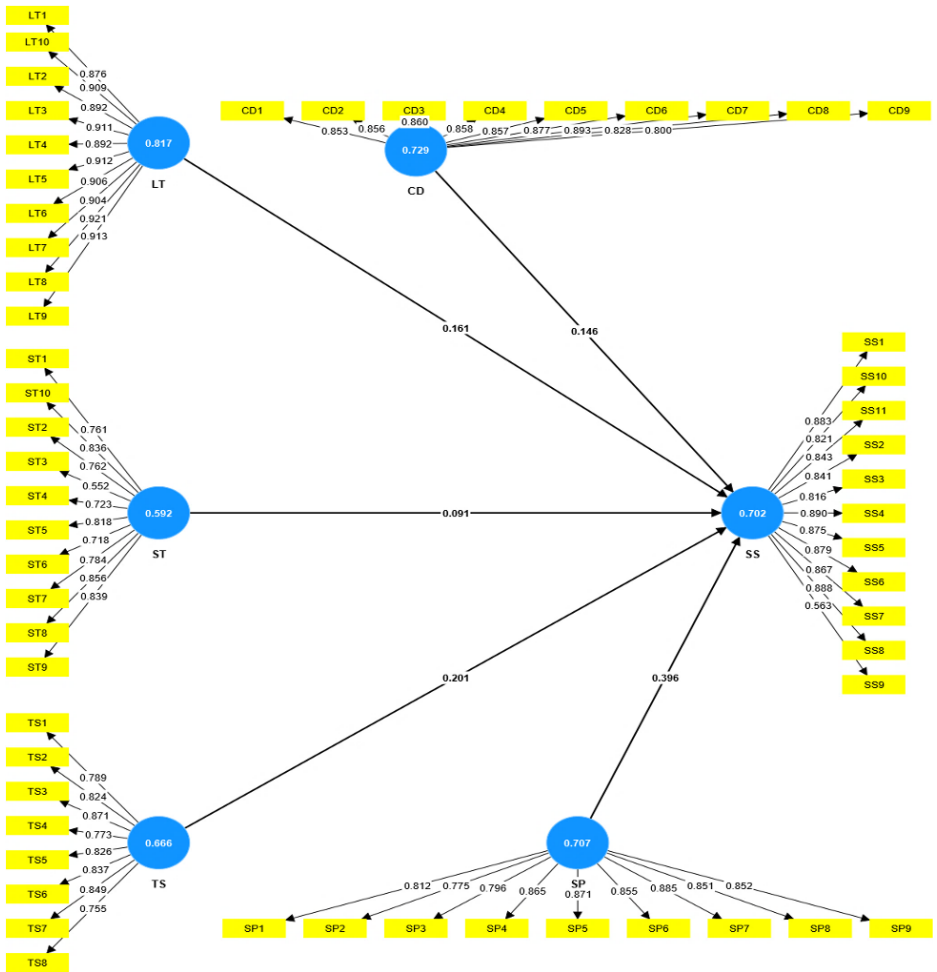 LT1
LT10
LT2
LT3
LT4
LT5
LT6
LT7
LT8
LT9
0.876
0.909
0.892
0.911
0.892
0.912
0.906
0.904
0.921
0.913
0.817
LT
CD1 CD2 CD3 CD4 CD5 CD6 CD7 CD8 CD9
0.853 0.856 0.860 0.858 0.857 0.877 0.893 0.828 0.800
0.729
CD
0.161
0.146
ST1
ST10
ST2
ST3
ST4
ST5
ST6
ST7
ST8
ST9
0.761
0.836
0.762
0.552
0.723
0.818
0.718
0.784
0.856
0.839
0.592
ST
0.091
0.702
SS
0.883
0.821
0.843
0.841
0.816
0.890
0.875
0.879
0.867
0.888
0.563
SS1
SS10
SS11
SS2
SS3
SS4
SS5
SS6
SS7
SS8
SS9
0.201
0.396
TS1
TS2
TS3
TS4
TS5
TS6
TS7
TS8
0.789
0.824
0.871
0.773
0.826
0.837
0.849
0.755
0.666
TS
0.707
SP
0.812 0.775 0.796 0.865 0.871 0.855 0.885 0.851 0.852
SP1 SP2 SP3 SP4 SP5 SP6 SP7 SP8 SP9